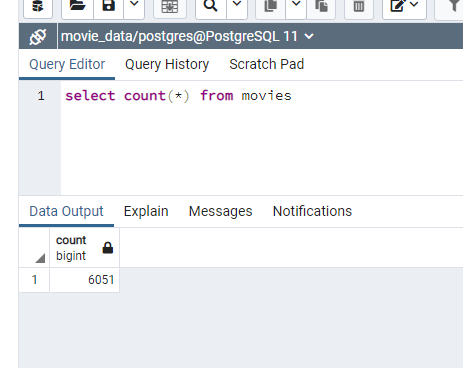 movie_data/postgres@PostgreSQL 11
Query Editor Query History Scratch Pad
1 select count(*) from movies
Data Output Explain Messages Notifications
count
bigint
1 6051